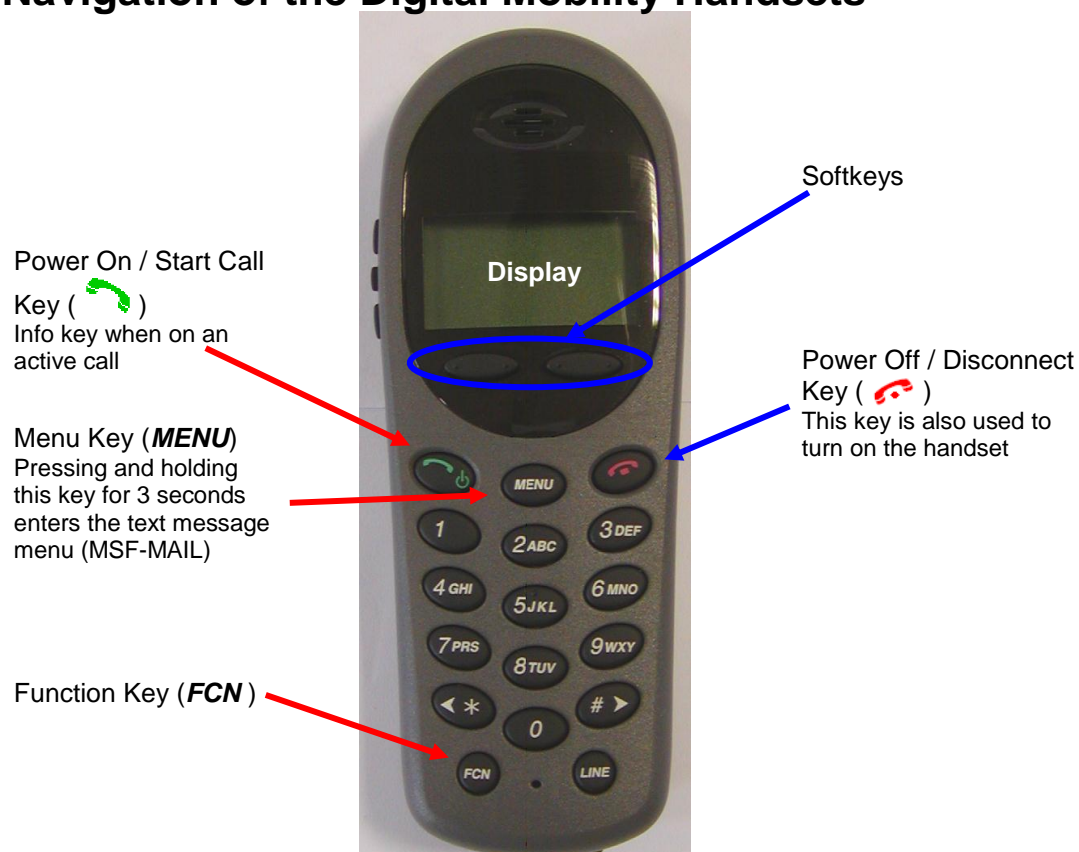 Navigation of the Digital Mobility Handsets
Softkeys
Display
Power On / Start Call
Key ( )
Info key when on an
active call
Power Off / Disconnect
Key ( )
This key is also used to
turn on the handset
Menu Key (MENU)
Pressing and holding
this key for 3 seconds
enters the text message
menu (MSF-MAIL)
Function Key (FCN )
MENU
1 2ABC 3DEF
4GHI 5JKL 6MNO
7PRS 8TUV 9WXY
* 0 #
FCN LINE